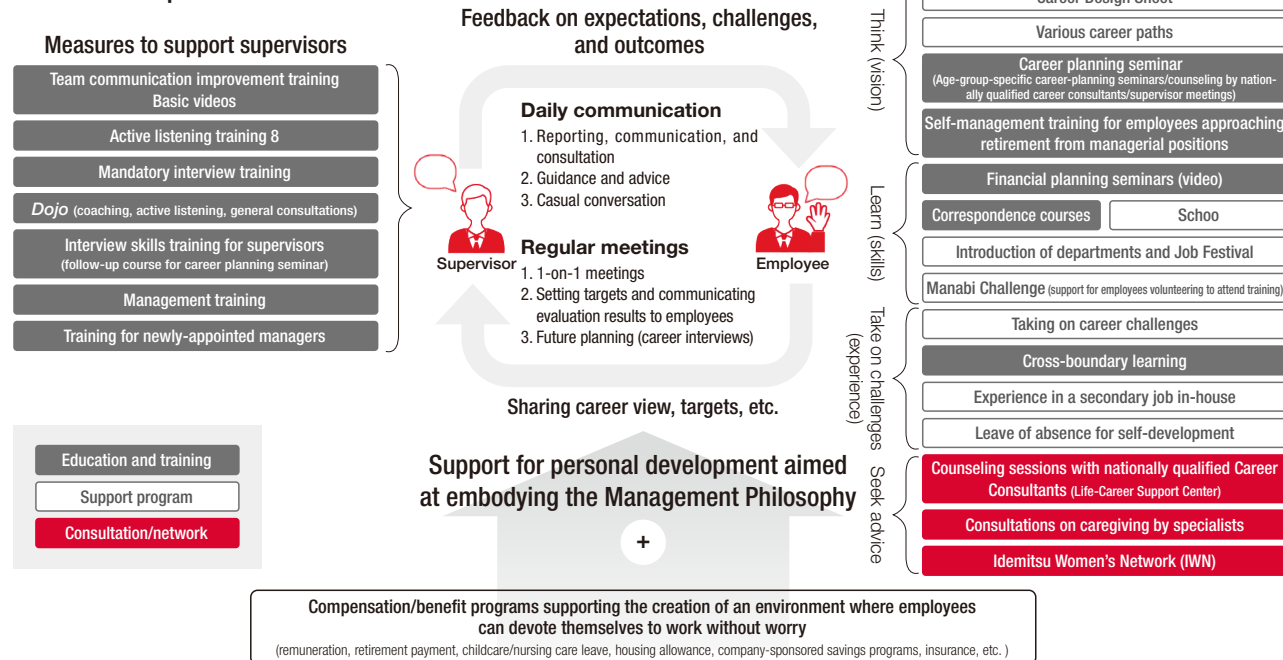 Measures to support supervisors
Team communication improvement training
Basic videos
Active listening training 8
Mandatory interview training
Dojo (coaching, active listening, general consultations)
Interview skills training for supervisors
(follow-up course for career planning seminar)
Management training
Training for newly-appointed managers
Education and training
Support program
Consultation/network
Feedback on expectations, challenges,
and outcomes
Daily communication
1. Reporting, communication, and
consultation
2. Guidance and advice
3. Casual conversation
Supervisor
Employee
Regular meetings
1. 1-on-1 meetings
2. Setting targets and communicating
evaluation results to employees
3. Future planning (career interviews)
Sharing career view, targets, etc.
Support for personal development aimed
at embodying the Management Philosophy
+
Think (vision)
Various career paths
Career planning seminar
(Age-group-specific career-planning seminars/counseling by nation-
ally qualified career consultants/supervisor meetings)
Self-management training for employees approaching
retirement from managerial positions
Learn (skills)
Financial planning seminars (video)
Correspondence courses
Schoo
Introduction of departments and Job Festival
Manabi Challenge (support for employees volunteering to attend training)
Take on challenges
(experience)
Taking on career challenges
Cross-boundary learning
Experience in a secondary job in-house
Leave of absence for self-development
Seek advice
Counseling sessions with nationally qualified Career
Consultants (Life-Career Support Center)
Consultations on caregiving by specialists
Idemitsu Women's Network (IWN)
Compensation/benefit programs supporting the creation of an environment where employees
can devote themselves to work without worry
(remuneration, retirement payment, childcare/nursing care leave, housing allowance, company-sponsored savings programs, insurance, etc. )